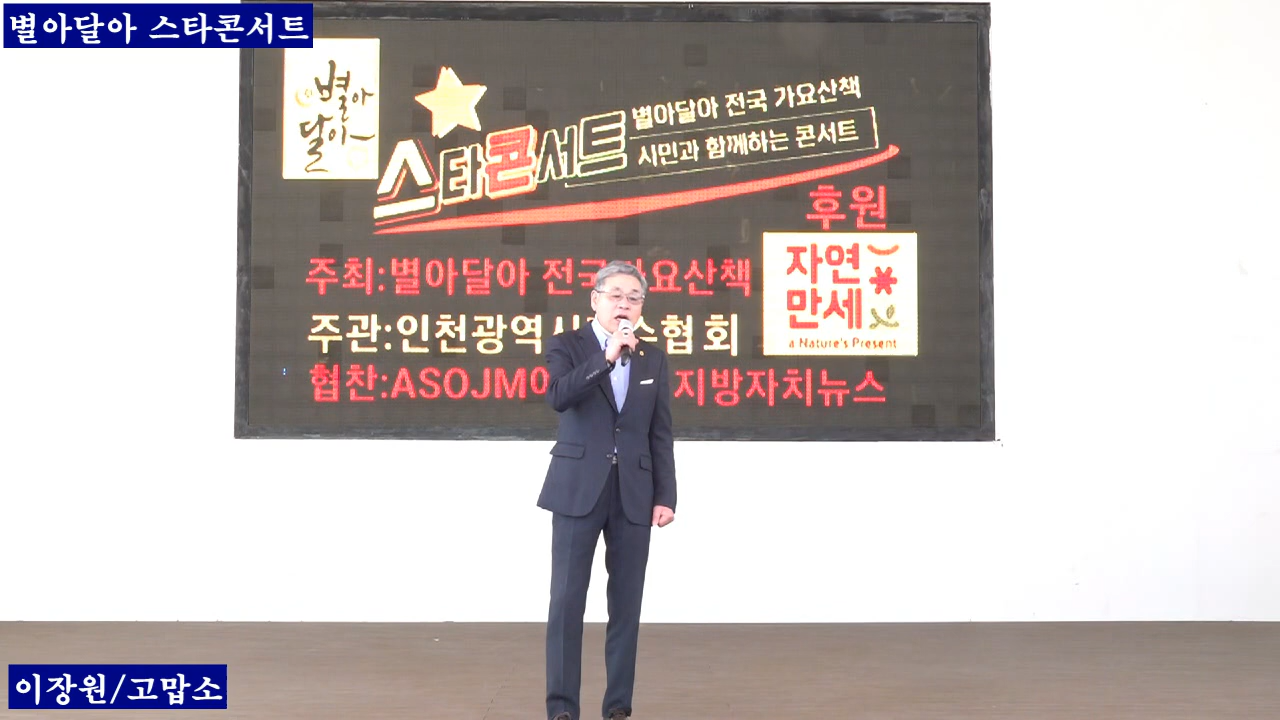 별아달아 스타콘서트
별아
달아
스타콘서트
별아달아 전국 가요산책
시민과 함께하는 콘서트
후원
자연
만세
a Nature's Present
주최:별아달아 전국 가요산책
주관:인천광역시 협회
협찬:ASOJM 지방자치뉴스
이장원/고맙소